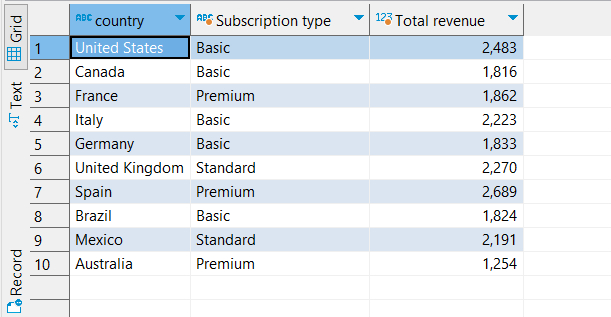 Grid
Text
Record
ABC country ABC Subscription type 123 Total revenue
1 United States Basic 2,483
2 Canada Basic 1,816
3 France Premium 1,862
4 Italy Basic 2,223
5 Germany Basic 1,833
6 United Kingdom Standard 2,270
7 Spain Premium 2,689
8 Brazil Basic 1,824
9 Mexico Standard 2,191
10 Australia Premium 1,254